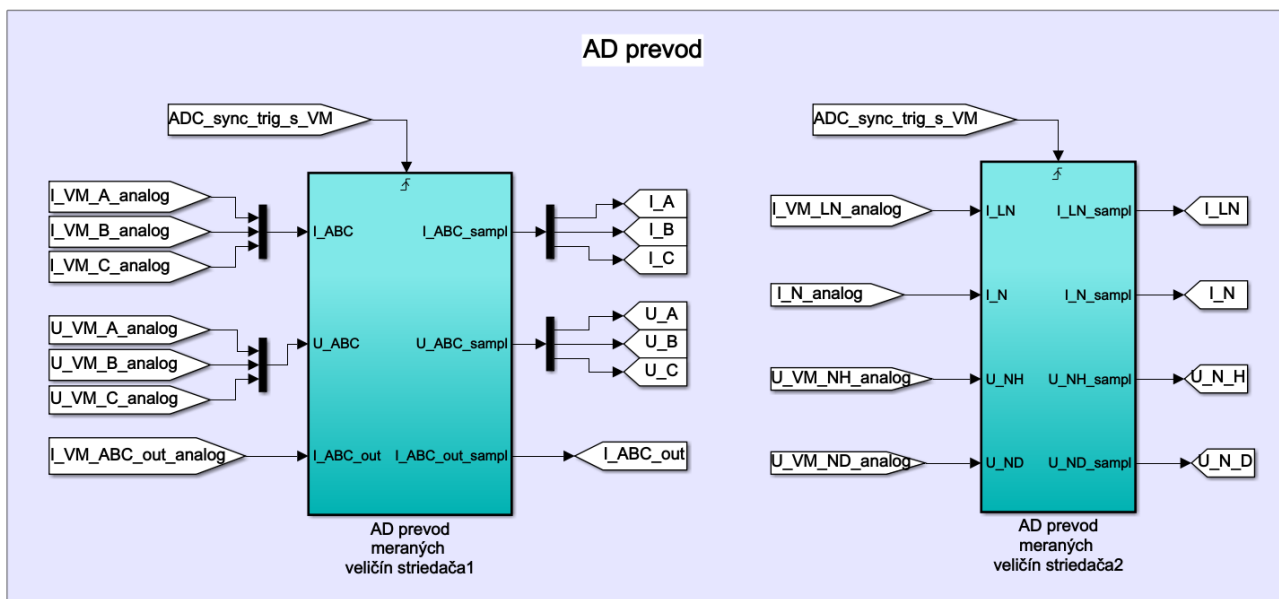 AD prevod
ADC_sync_trig_s_VM
I_VM_A_analog
I_VM_B_analog
I_VM_C_analog
U_VM_A_analog
U_VM_B_analog
U_VM_C_analog
I_VM_ABC_out_analog
I_ABC
I_ABC_sampl
U_ABC
U_ABC_sampl
I_ABC_out
I_ABC_out_sampl
I_A
I_B
I_C
U_A
U_B
U_C
I_ABC_out
AD prevod
meraných
veličín striedača1
ADC_sync_trig_s_VM
I_VM_LN_analog
I_N_analog
U_VM_NH_analog
U_VM_ND_analog
I_LN
I_LN_sampl
I_N
I_N_sampl
U_NH
U_NH_sampl
U_ND
U_ND_sampl
I_LN
I_N
U_N_H
U_N_D
AD prevod
meraných
veličín striedača2